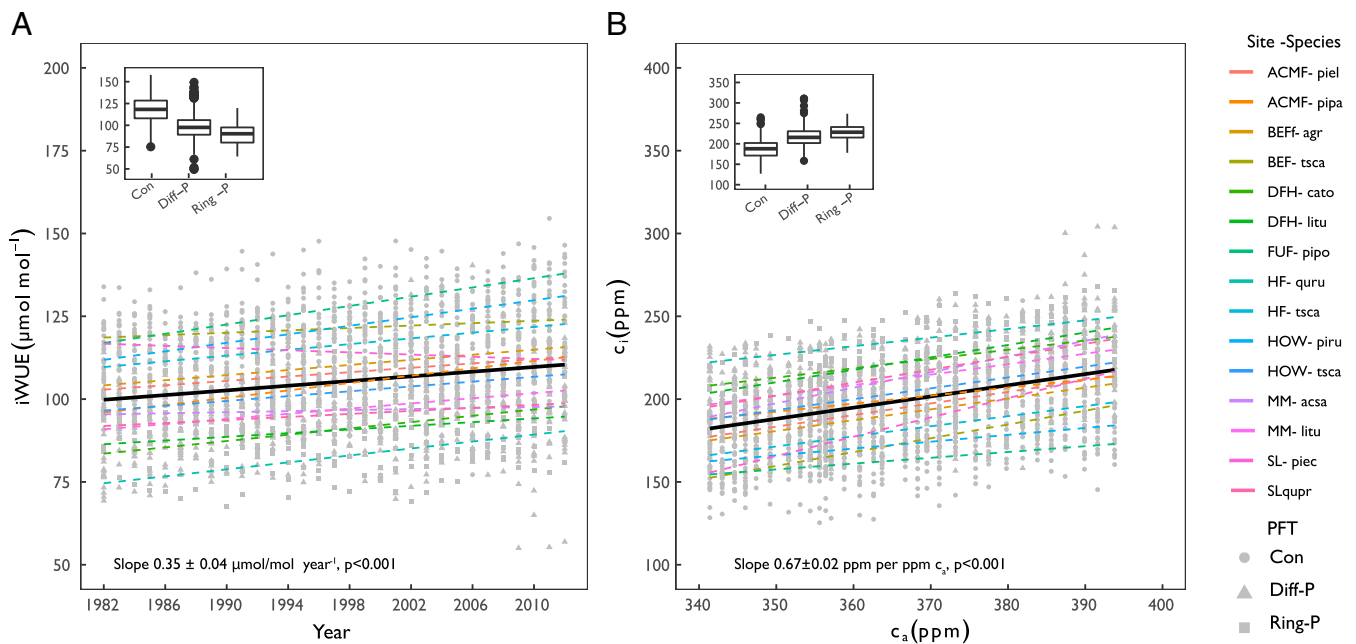 A
B
iWUE (μmol mol⁻¹)
200
175
150
125
100
75
50
150
125
100
75
50
Con
Diff–P
Ring –P
Slope 0.35 ± 0.04 μmol/mol year⁻¹, p<0.001
1982
1986
1990
1994
1998
2002
2006
2010
Year
cᵢ(ppm)
400
350
300
250
200
150
100
350
300
250
200
150
100
Con
Diff–P
Ring –P
Slope 0.67±0.02 ppm per ppm cₐ, p<0.001
340
350
360
370
380
390
400
cₐ(ppm)
Site -Species
ACMF- piel
ACMF- pipa
BEFf- agr
BEF- tsca
DFH- cato
DFH- litu
FUF- pipo
HF- quru
HF- tsca
HOW- piru
HOW- tsca
MM- acsa
MM- litu
SL- piec
SLqupr
PFT
Con
Diff-P
Ring-P